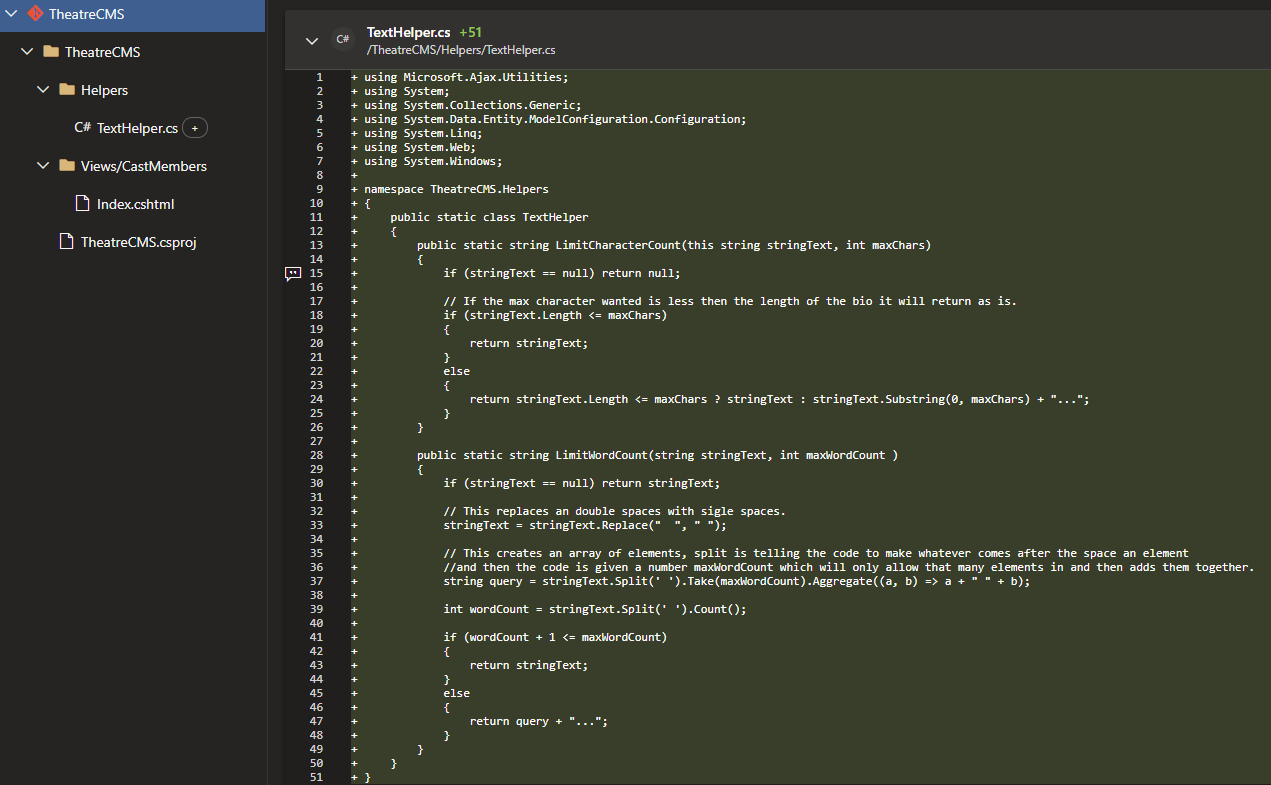 TheatreCMS
TheatreCMS
Helpers
C# TextHelper.cs +
Views/CastMembers
Index.cshtml
TheatreCMS.csproj
C# TextHelper.cs +51
/TheatreCMS/Helpers/TextHelper.cs
1 + using Microsoft.Ajax.Utilities;
2 + using System;
3 + using System.Collections.Generic;
4 + using System.Data.Entity.ModelConfiguration.Configuration;
5 + using System.Linq;
6 + using System.Web;
7 + using System.Windows;
8 +
9 + namespace TheatreCMS.Helpers
10 + {
11 +     public static class TextHelper
12 +     {
13 +         public static string LimitCharacterCount(this string stringText, int maxChars)
14 +         {
15 +             if (stringText == null) return null;
16 +
17 +             // If the max character wanted is less then the length of the bio it will return as is.
18 +             if (stringText.Length <= maxChars)
19 +             {
20 +                 return stringText;
21 +             }
22 +             else
23 +             {
24 +                 return stringText.Length <= maxChars ? stringText : stringText.Substring(0, maxChars) + "...";
25 +             }
26 +         }
27 +
28 +         public static string LimitWordCount(string stringText, int maxWordCount )
29 +         {
30 +             if (stringText == null) return stringText;
31 +
32 +             // This replaces an double spaces with sigle spaces.
33 +             stringText = stringText.Replace("  ", " ");
34 +
35 +             // This creates an array of elements, split is telling the code to make whatever comes after the space an element
36 +             //and then the code is given a number maxWordCount which will only allow that many elements in and then adds them together.
37 +             string query = stringText.Split(' ').Take(maxWordCount).Aggregate((a, b) => a + " " + b);
38 +
39 +             int wordCount = stringText.Split(' ').Count();
40 +
41 +             if (wordCount + 1 <= maxWordCount)
42 +             {
43 +                 return stringText;
44 +             }
45 +             else
46 +             {
47 +                 return query + "...";
48 +             }
49 +         }
50 +     }
51 + }